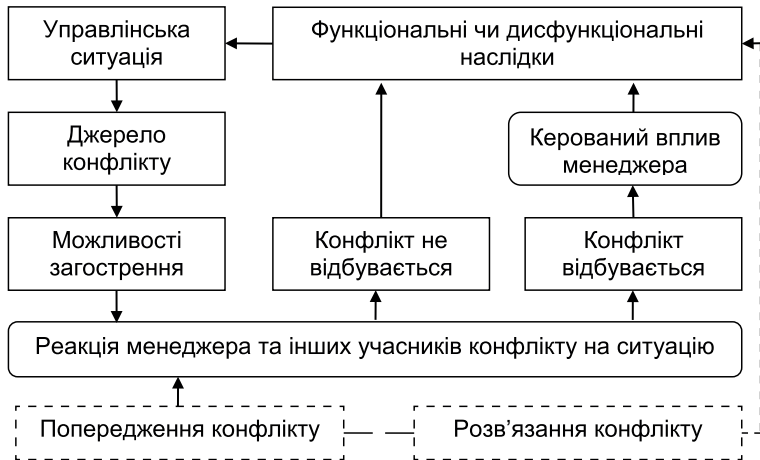 Управлінська
ситуація
Функціональні чи дисфункціональні
наслідки
Джерело
конфлікту
Керований вплив
менеджера
Можливості
загострення
Конфлікт не
відбувається
Конфлікт
відбувається
Реакція менеджера та інших учасників конфлікту на ситуацію
Попередження конфлікту
Розв’язання конфлікту